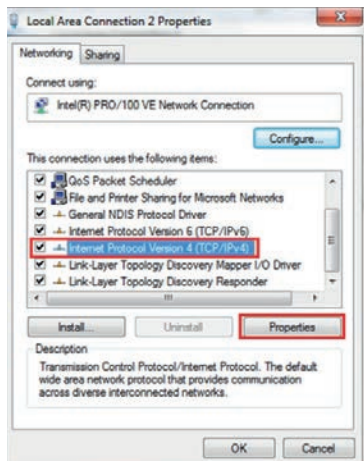 Local Area Connection 2 Properties
Networking Sharing
Connect using:
Intel(R) PRO/100 VE Network Connection
Configure...
This connection uses the following items:
QoS Packet Scheduler
File and Printer Sharing for Microsoft Networks
General NDIS Protocol Driver
Internet Protocol Version 6 (TCP/IPv6)
Internet Protocol Version 4 (TCP/IPv4)
Link-Layer Topology Discovery Mapper I/O Driver
Link-Layer Topology Discovery Responder
Install... Uninstall Properties
Description
Transmission Control Protocol/Internet Protocol. The default
wide area network protocol that provides communication
across diverse interconnected networks.
OK Cancel